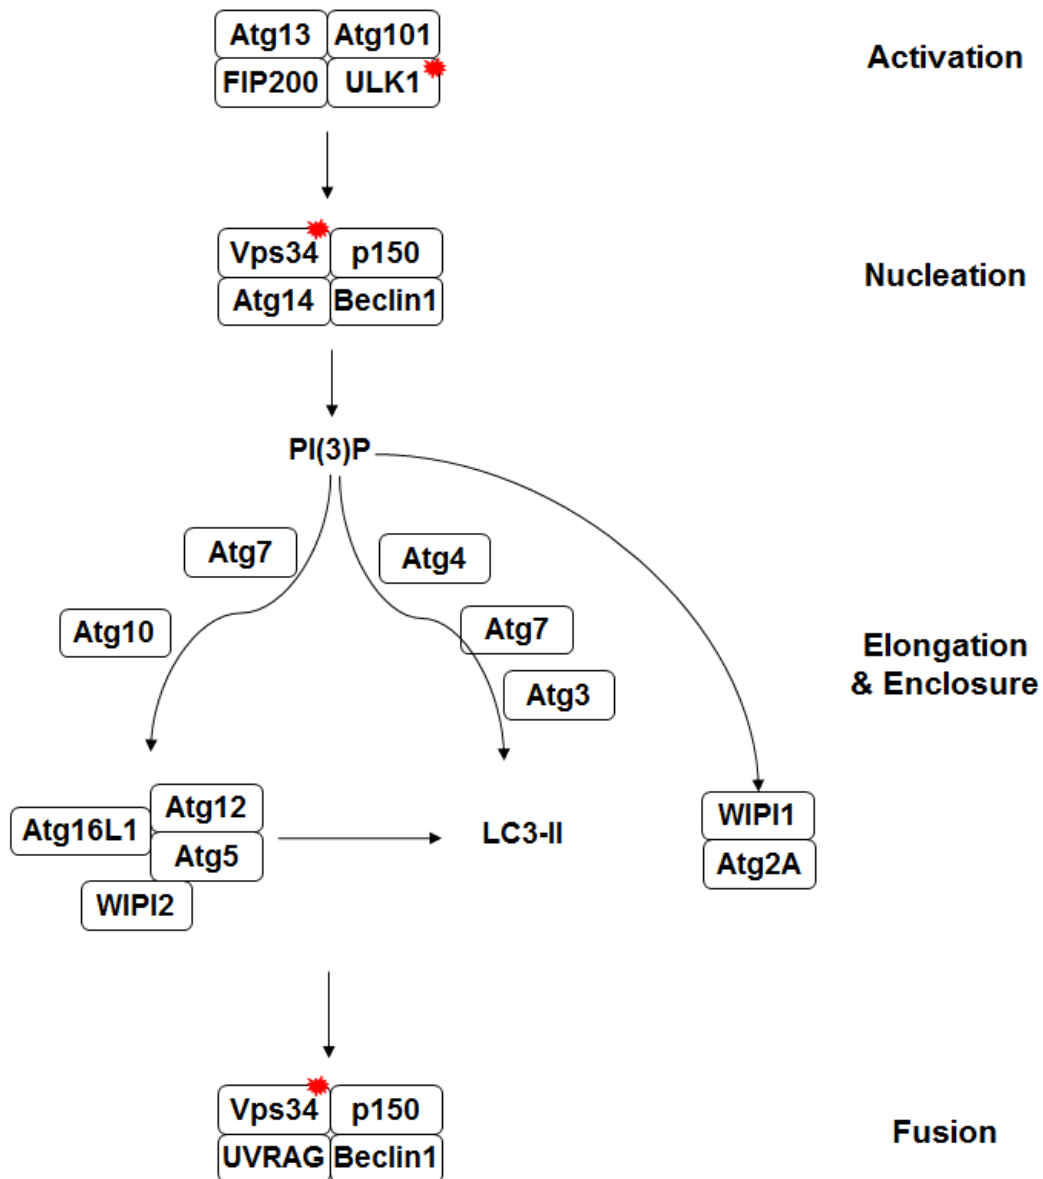 Atg13 Atg101
Activation
FIP200 ULK1
Vps34 p150
Nucleation
Atg14 Beclin1
PI(3)P
Atg7
Atg4
Atg10
Atg7
Elongation
& Enclosure
Atg3
Atg12
Atg16L1
LC3-II
WIPI1
Atg5
Atg2A
WIPI2
Vps34 p150
Fusion
UVRAG Beclin1